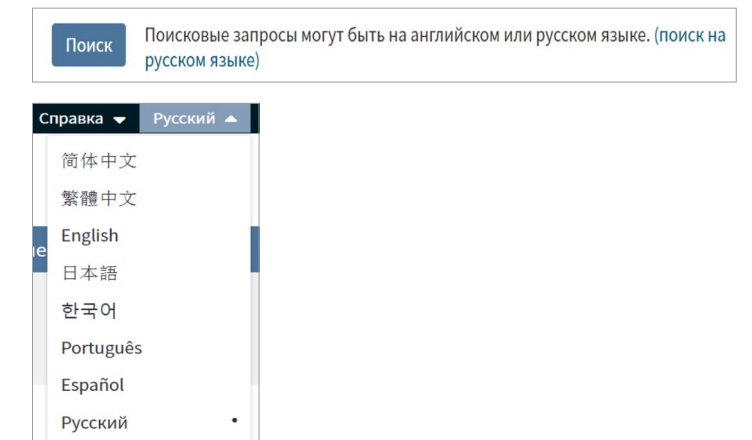 Поиск
Поисковые запросы могут быть на английском или русском языке. (поиск на
русском языке)
Справка Русский
简体中文
繁體中文
English
日本語
한국어
Português
Español
Русский •